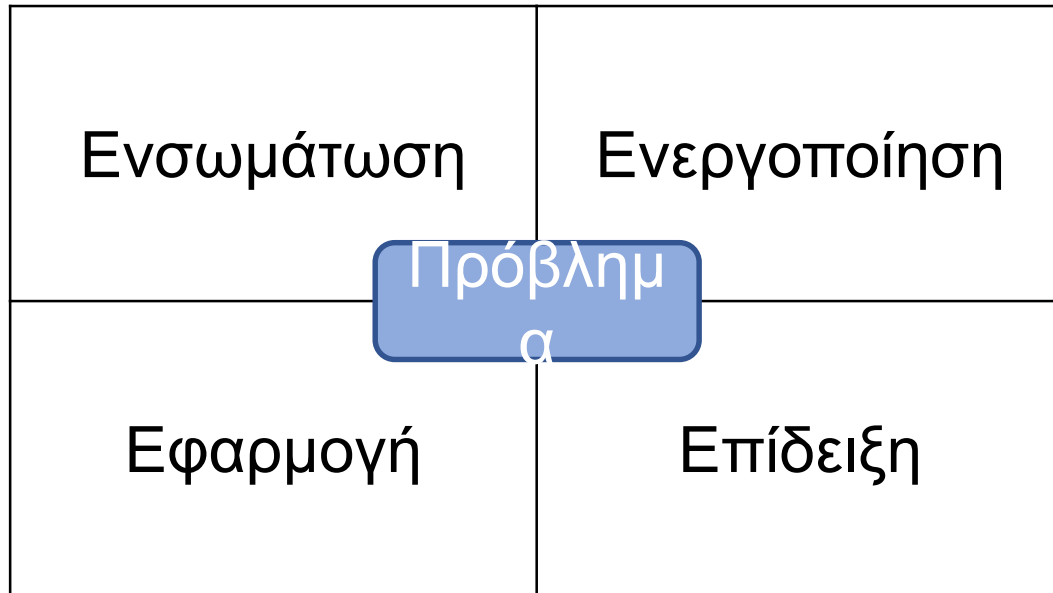 Ενσωμάτωση
Ενεργοποίηση
Πρόβλημ
α
Εφαρμογή
Επίδειξη